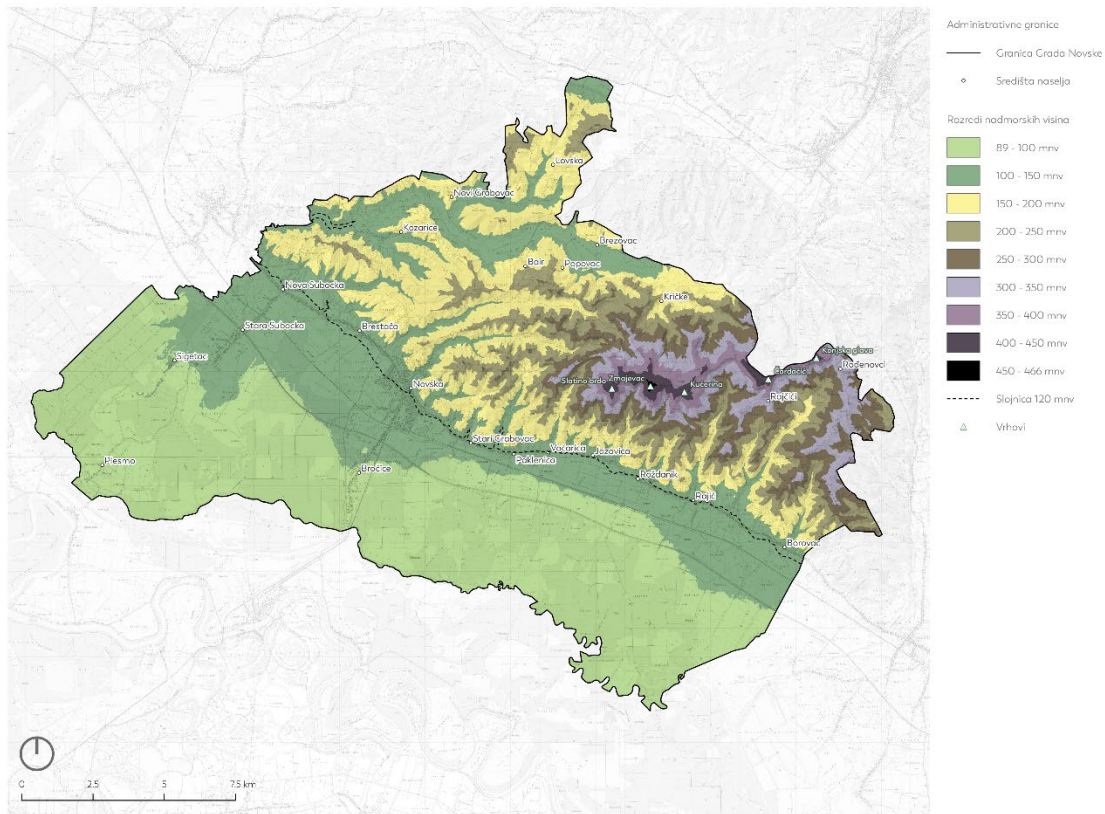 Administrativne granice
Granica Grada Novske
Središta naselja
Razredi nadmorskih visina
89 - 100 mnv
100 - 150 mnv
150 - 200 mnv
200 - 250 mnv
250 - 300 mnv
300 - 350 mnv
350 - 400 mnv
400 - 450 mnv
450 - 466 mnv
Slojnica 120 mnv
Vrhovi
Lovska
Novi Grabovac
Kozarice
Brezovac
Bair
Popovac
Nova Subocka
Kričke
Stara Subocka
Brestača
Konjska glava
Sigetac
Rađenovci
Čardačić
Zmajevac
Slatino brdo
Kučerina
Novska
Rajčići
Stari Grabovac
Voćarica
Jazavica
Paklenica
Plesmo
Bročice
Roždanik
Rajić
Borovac
0
2.5
5
7.5 km